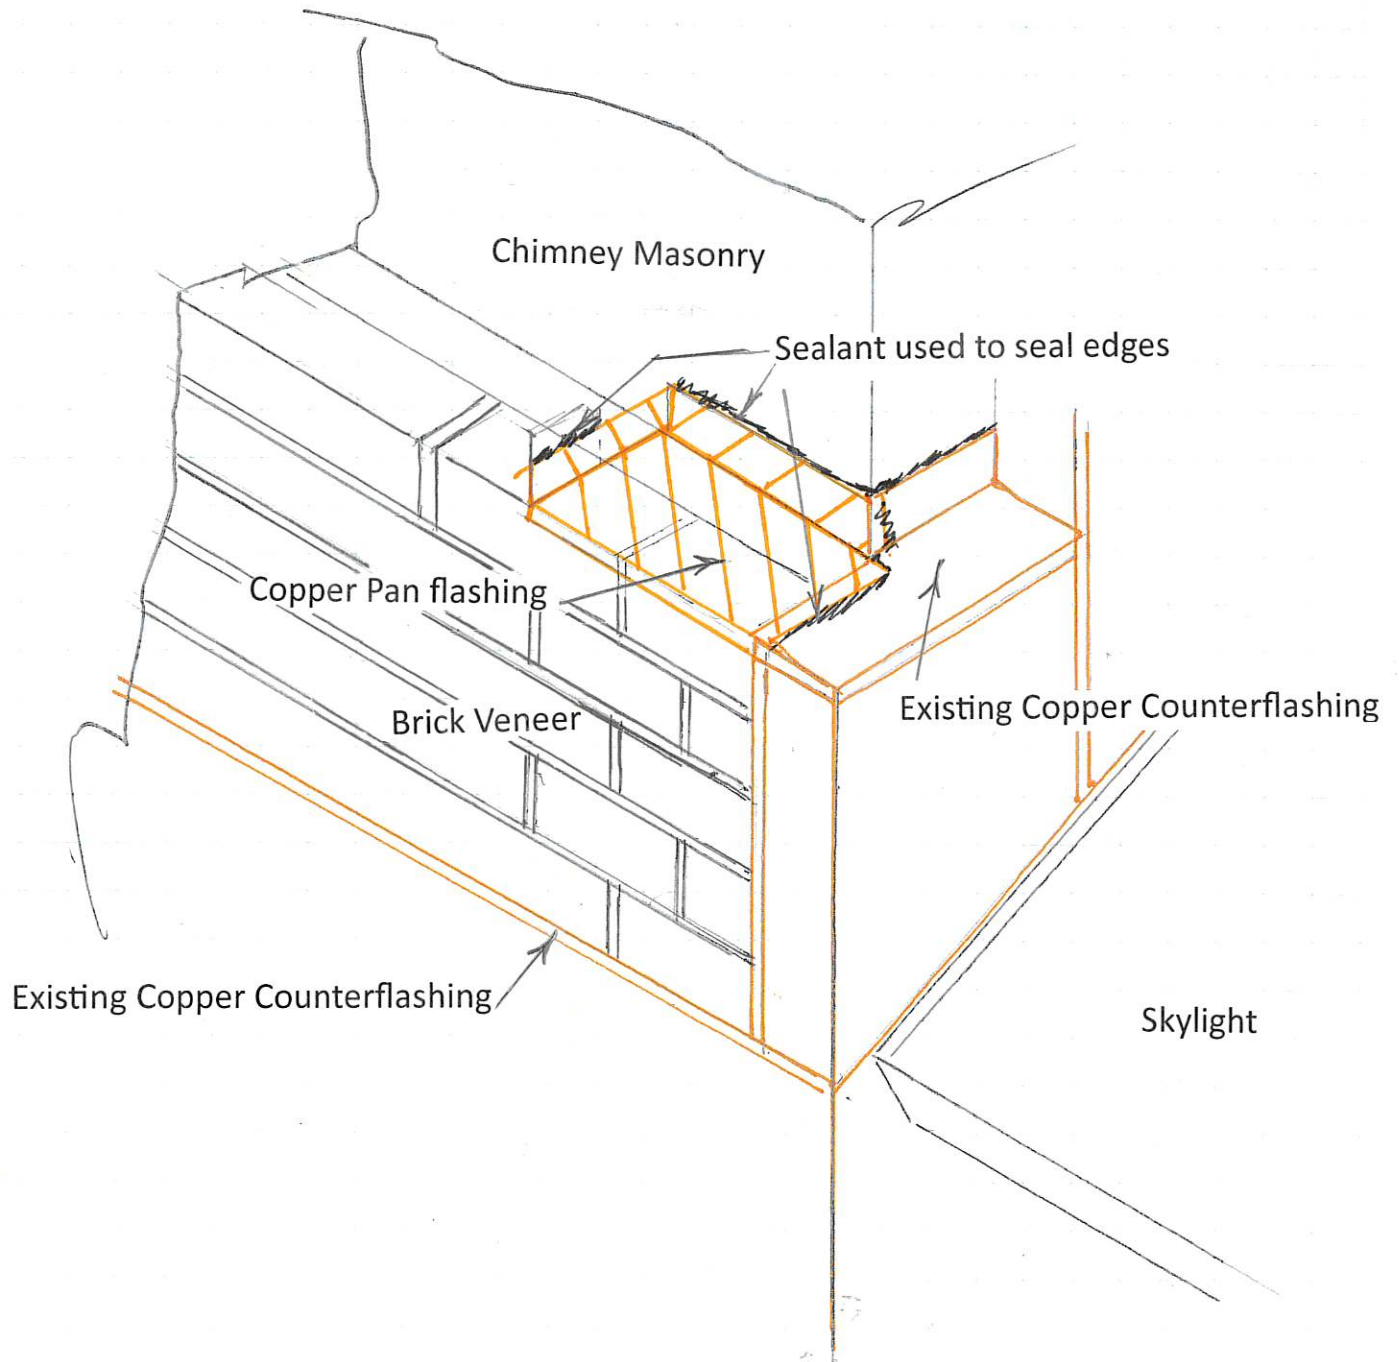 Chimney Masonry
Sealant used to seal edges
Copper Pan flashing
Existing Copper Counterflashing
Brick Veneer
Existing Copper Counterflashing
Skylight